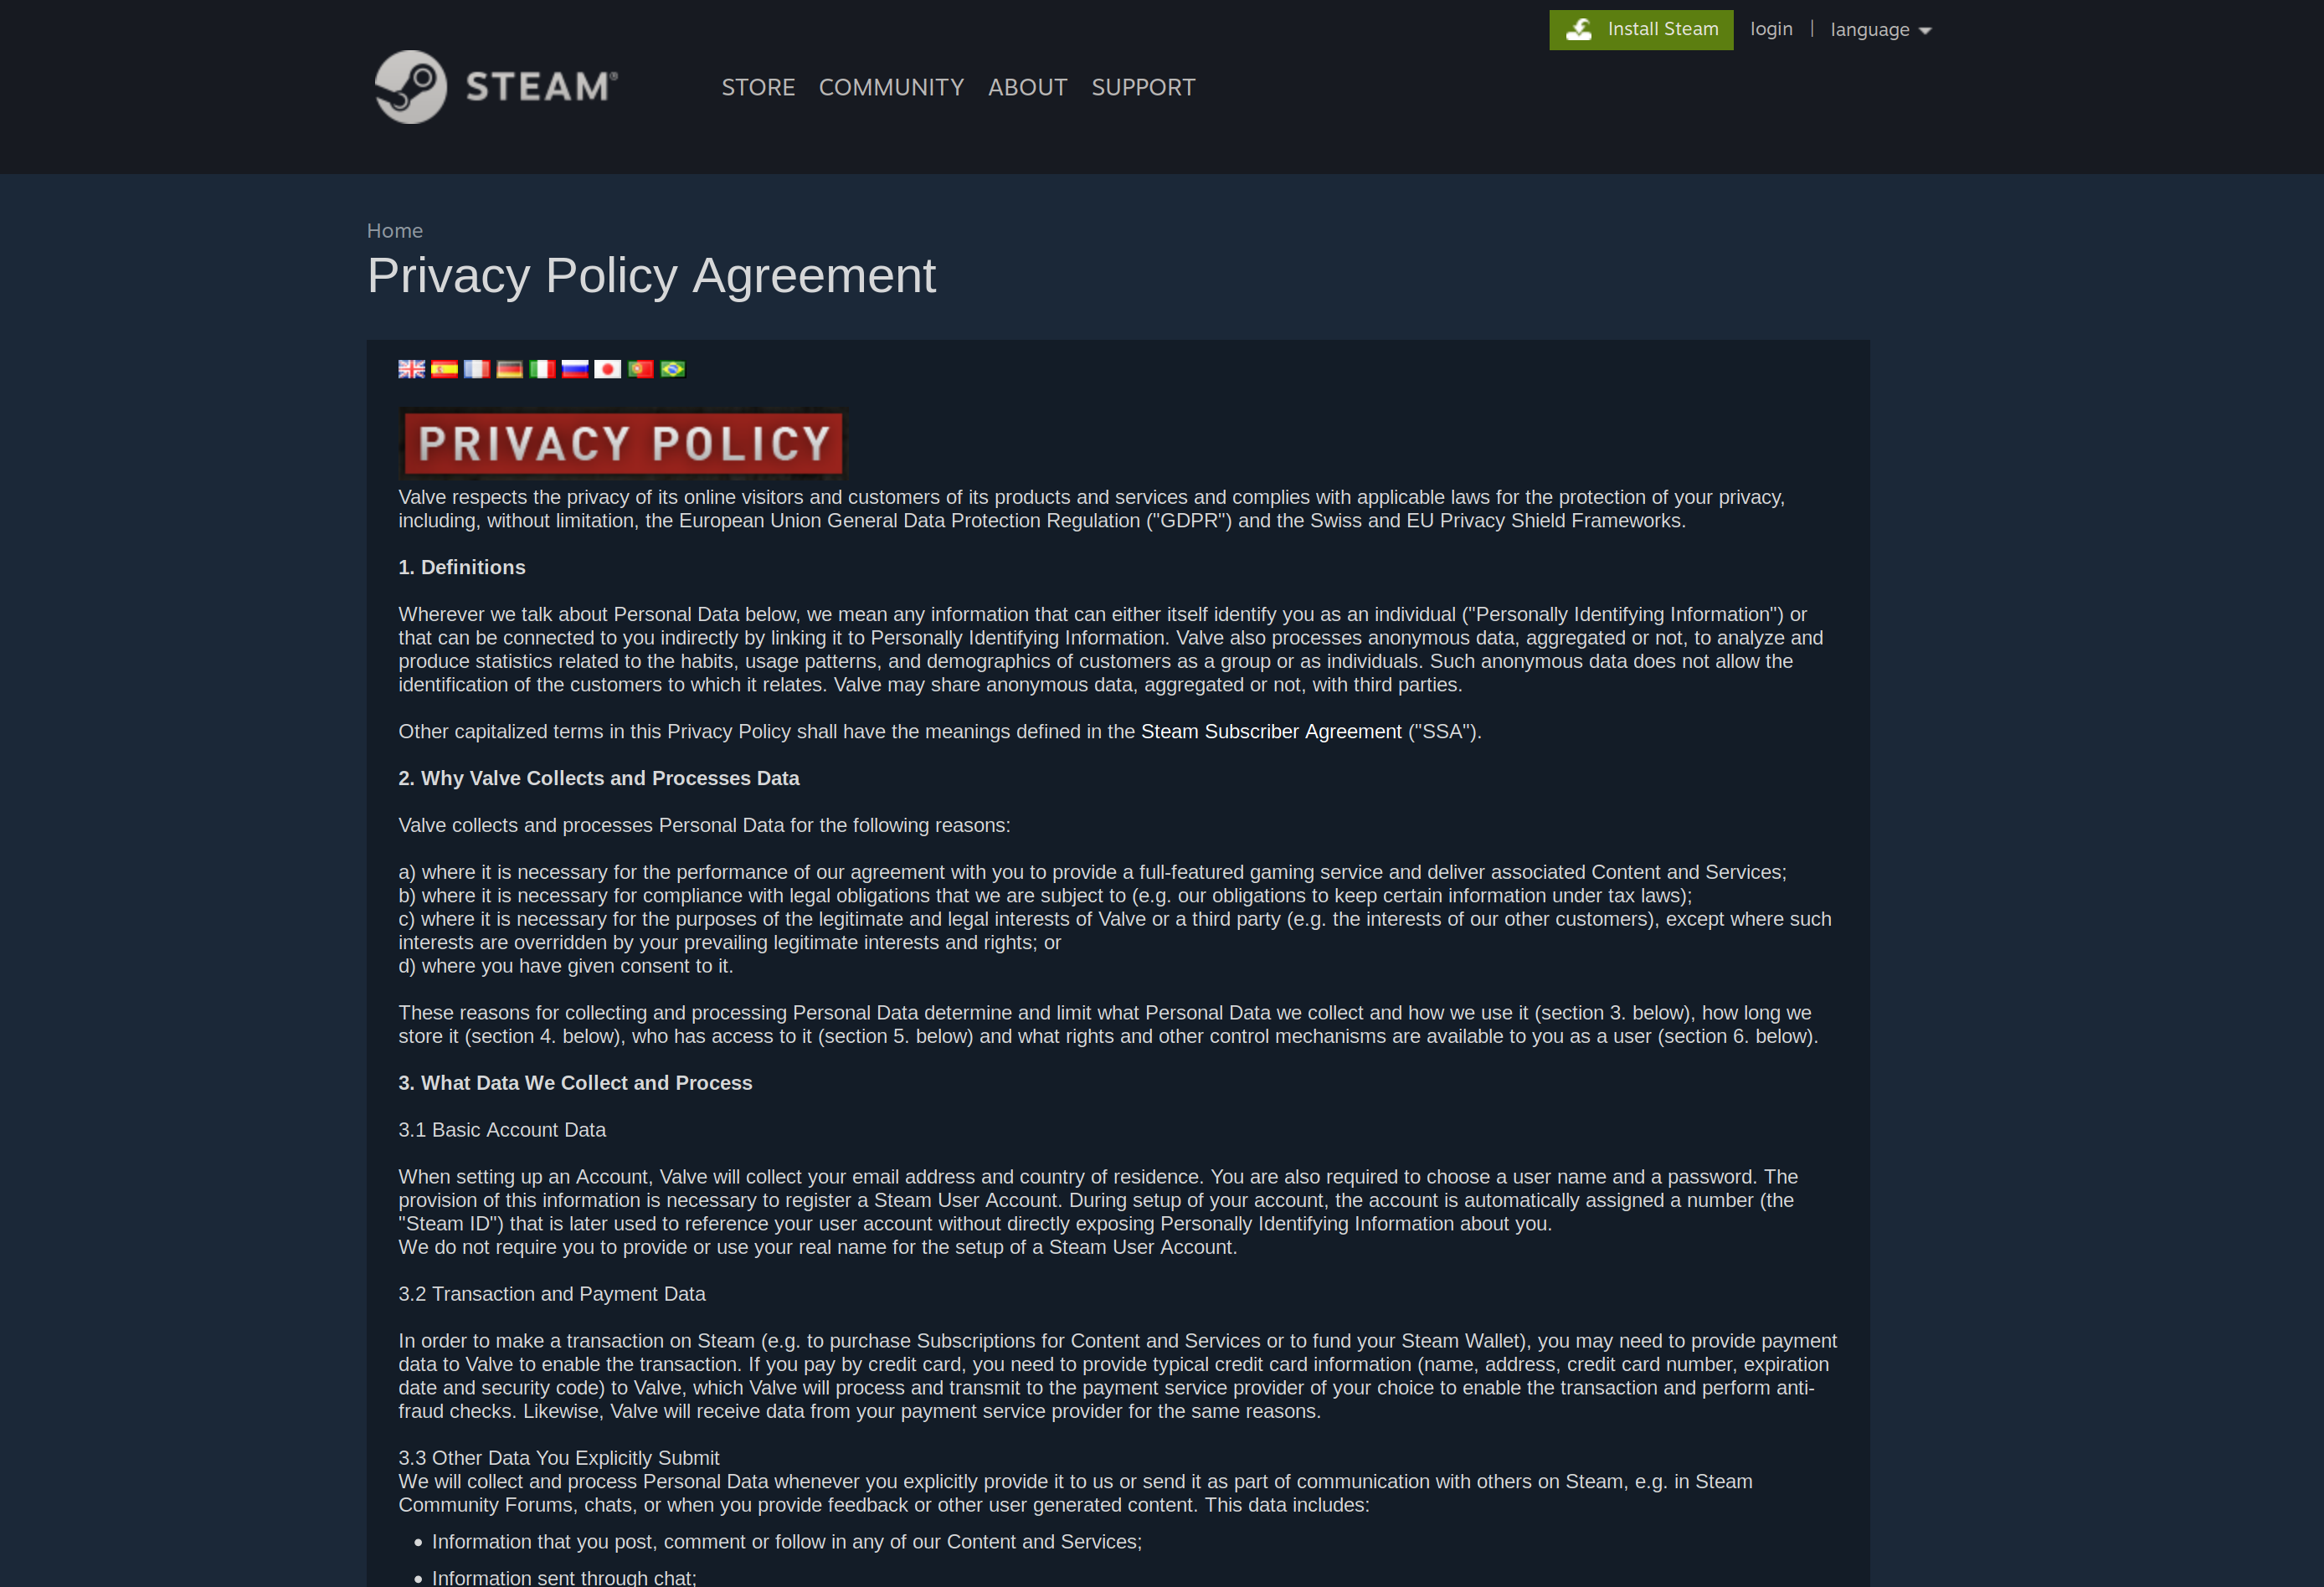 Install Steam login | language
STEAM®
STORE COMMUNITY ABOUT SUPPORT
Home
Privacy Policy Agreement
PRIVACY POLICY
Valve respects the privacy of its online visitors and customers of its products and services and complies with applicable laws for the protection of your privacy,
including, without limitation, the European Union General Data Protection Regulation ("GDPR") and the Swiss and EU Privacy Shield Frameworks.
1. Definitions
Wherever we talk about Personal Data below, we mean any information that can either itself identify you as an individual ("Personally Identifying Information") or
that can be connected to you indirectly by linking it to Personally Identifying Information. Valve also processes anonymous data, aggregated or not, to analyze and
produce statistics related to the habits, usage patterns, and demographics of customers as a group or as individuals. Such anonymous data does not allow the
identification of the customers to which it relates. Valve may share anonymous data, aggregated or not, with third parties.
Other capitalized terms in this Privacy Policy shall have the meanings defined in the Steam Subscriber Agreement ("SSA").
2. Why Valve Collects and Processes Data
Valve collects and processes Personal Data for the following reasons:
a) where it is necessary for the performance of our agreement with you to provide a full-featured gaming service and deliver associated Content and Services;
b) where it is necessary for compliance with legal obligations that we are subject to (e.g. our obligations to keep certain information under tax laws);
c) where it is necessary for the purposes of the legitimate and legal interests of Valve or a third party (e.g. the interests of our other customers), except where such
interests are overridden by your prevailing legitimate interests and rights; or
d) where you have given consent to it.
These reasons for collecting and processing Personal Data determine and limit what Personal Data we collect and how we use it (section 3. below), how long we
store it (section 4. below), who has access to it (section 5. below) and what rights and other control mechanisms are available to you as a user (section 6. below).
3. What Data We Collect and Process
3.1 Basic Account Data
When setting up an Account, Valve will collect your email address and country of residence. You are also required to choose a user name and a password. The
provision of this information is necessary to register a Steam User Account. During setup of your account, the account is automatically assigned a number (the
"Steam ID") that is later used to reference your user account without directly exposing Personally Identifying Information about you.
We do not require you to provide or use your real name for the setup of a Steam User Account.
3.2 Transaction and Payment Data
In order to make a transaction on Steam (e.g. to purchase Subscriptions for Content and Services or to fund your Steam Wallet), you may need to provide payment
data to Valve to enable the transaction. If you pay by credit card, you need to provide typical credit card information (name, address, credit card number, expiration
date and security code) to Valve, which Valve will process and transmit to the payment service provider of your choice to enable the transaction and perform anti-
fraud checks. Likewise, Valve will receive data from your payment service provider for the same reasons.
3.3 Other Data You Explicitly Submit
We will collect and process Personal Data whenever you explicitly provide it to us or send it as part of communication with others on Steam, e.g. in Steam
Community Forums, chats, or when you provide feedback or other user generated content. This data includes:
• Information that you post, comment or follow in any of our Content and Services;
• Information sent through chat;